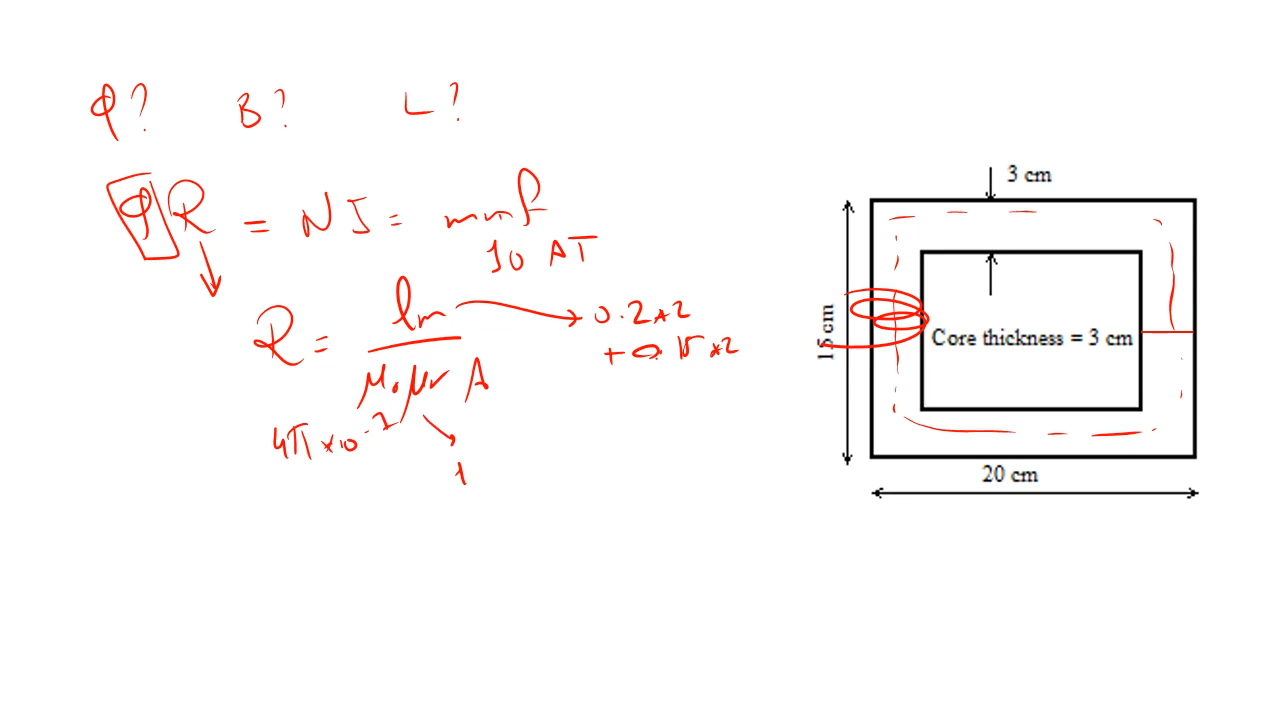 φ? B? L?
φR = NI = mmf
10 AT
R = lm / μ₀μr A
0.2*2
+0.15*2
4π*10⁻⁷
1
3 cm
15 cm
Core thickness = 3 cm
20 cm